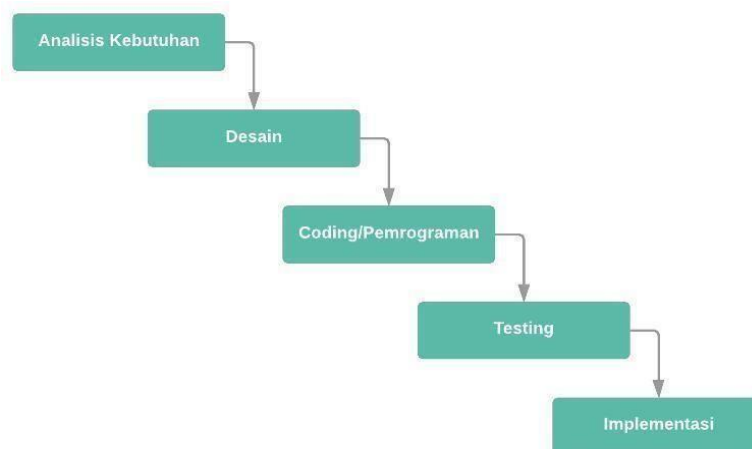 Analisis Kebutuhan
Desain
Coding/Pemrograman
Testing
Implementasi